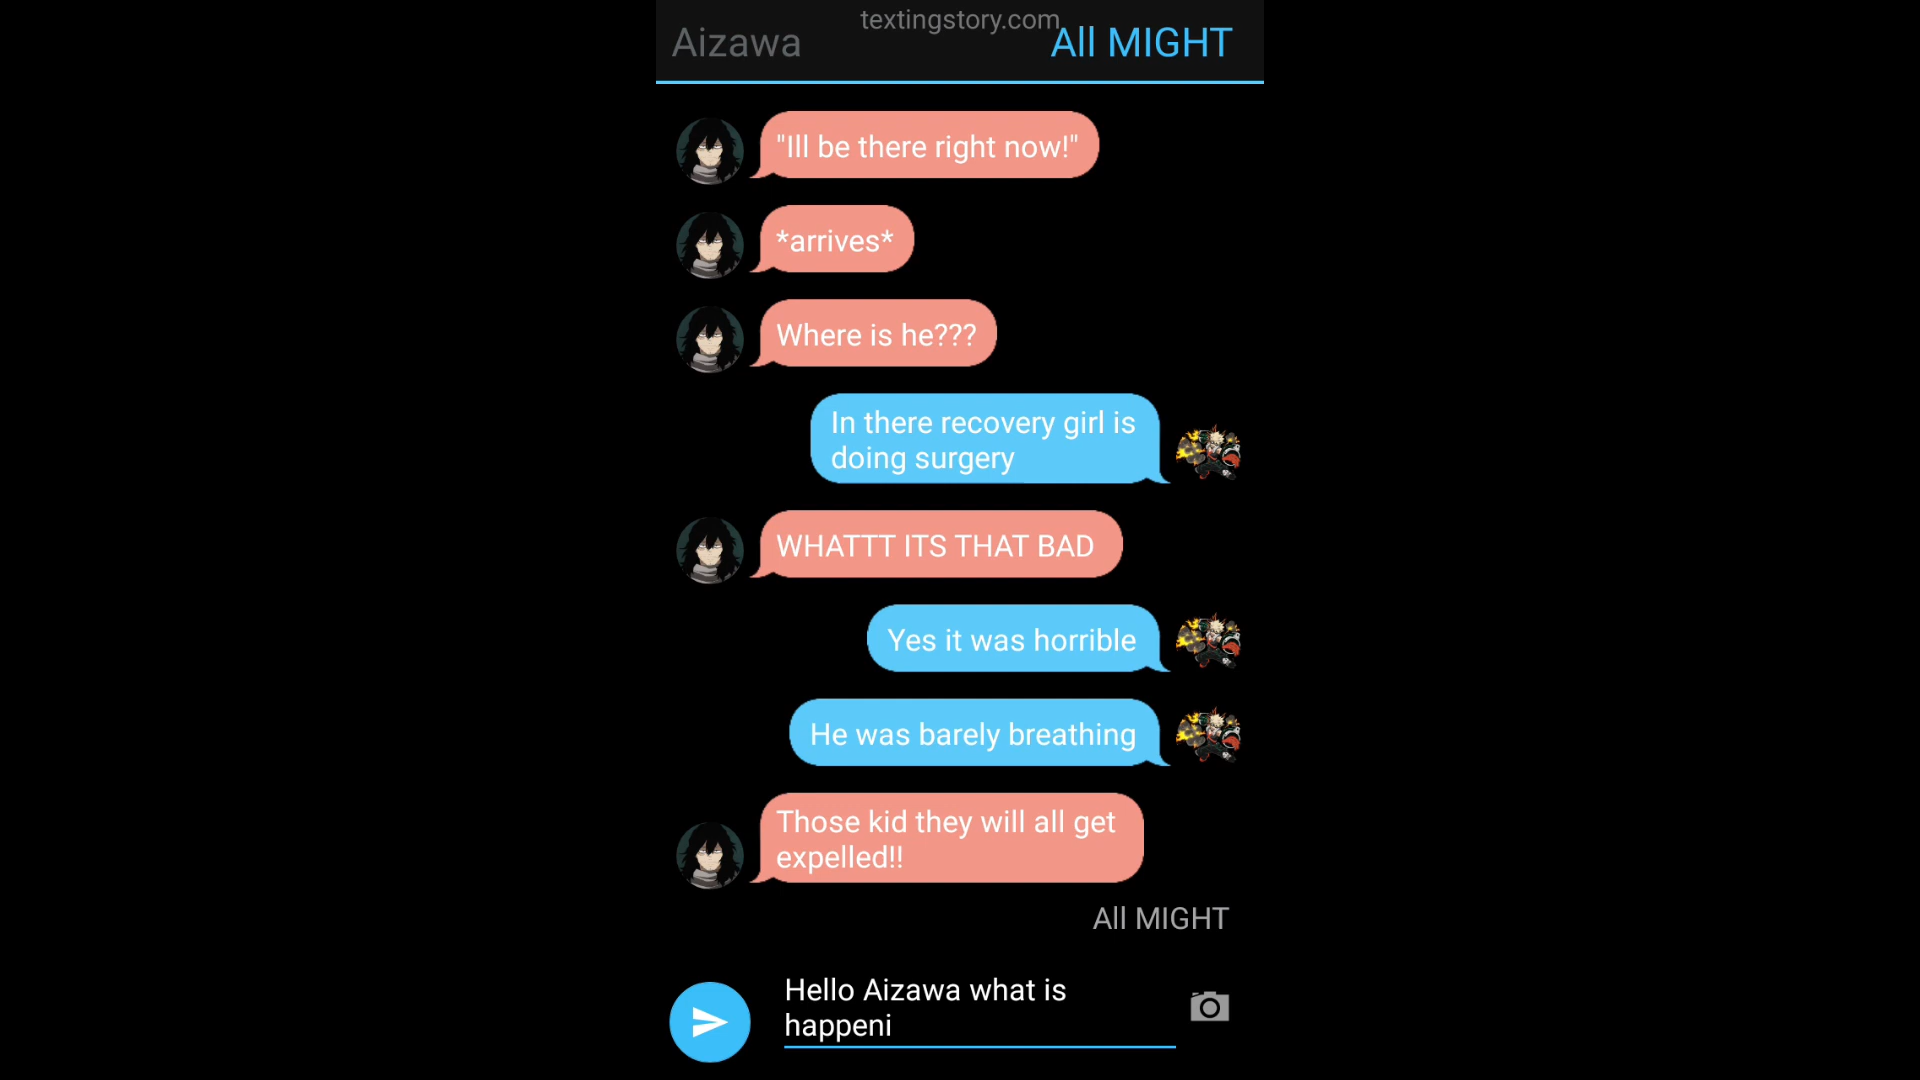 textingstory.com
Aizawa
All MIGHT
"Ill be there right now!"
*arrives*
Where is he???
In there recovery girl is
doing surgery
WHATTT ITS THAT BAD
Yes it was horrible
He was barely breathing
Those kid they will all get
expelled!!
All MIGHT
Hello Aizawa what is
happeni